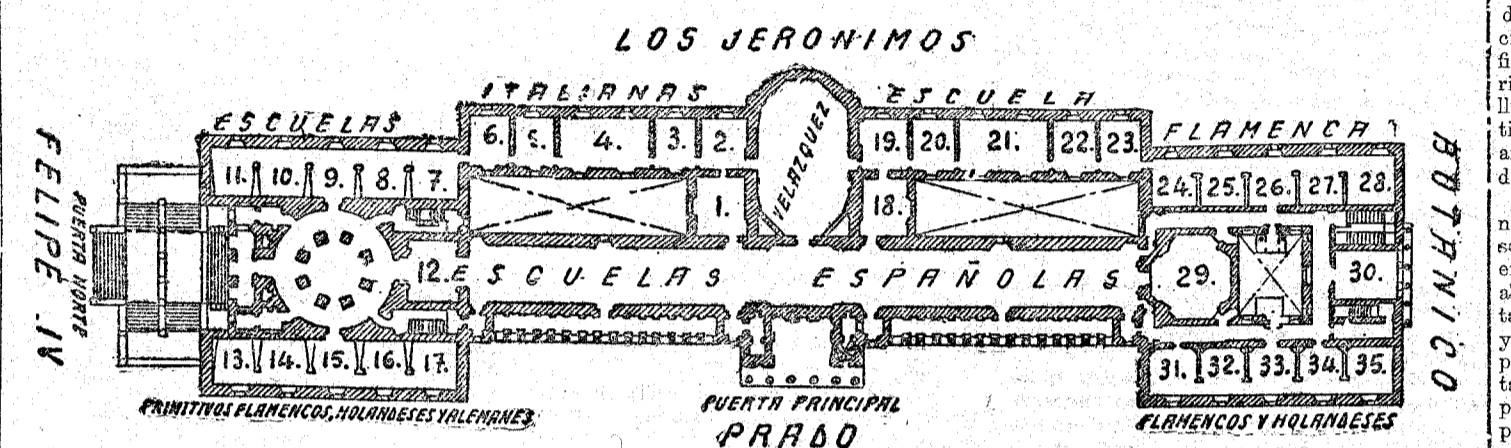 LOS JERONIMOS
ESCUELAS ITALIANAS
ESCUELA FLAMENCA
6. 5. 4. 3. 2.
VELAZQUEZ
19. 20. 21. 22. 23.
11. 10. 9. 8. 7.
1.
18.
24. 25. 26. 27. 28.
FELIPE IV
PUERTA NORTE
12. ESCUELAS ESPAÑOLAS
29.
30.
BOTANICO
13. 14. 15. 16. 17.
31. 32. 33. 34. 35.
PRIMITIVOS FLAMENCOS, HOLANDESES Y ALEMANES
PUERTA PRINCIPAL
FLAMENCOS Y HOLANDESES
PRADO